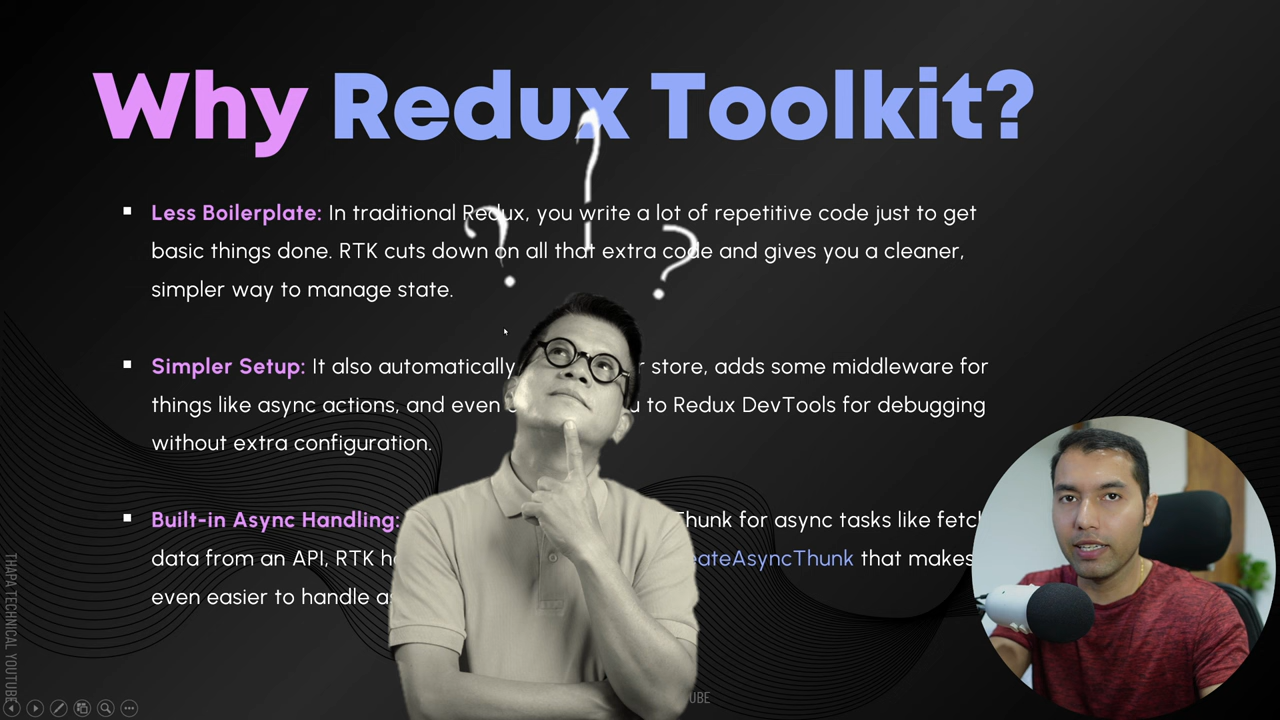 Why Redux Toolkit?
Less Boilerplate: In traditional Redux, you write a lot of repetitive code just to get
basic things done. RTK cuts down on all that extra code and gives you a cleaner,
simpler way to manage state.
Simpler Setup: It also automatically store, adds some middleware for
things like async actions, and even to Redux DevTools for debugging
without extra configuration.
Built-in Async Handling: Thunk for async tasks like
data from an API, RTK that makes
even easier to handle
THAPA TECHNICAL YOUTUBE